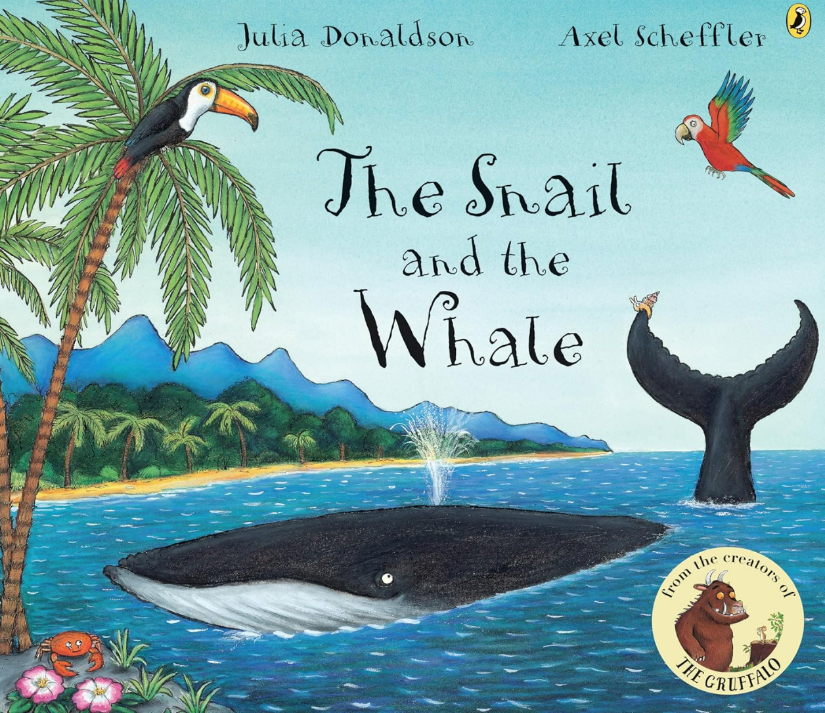 Julia Donaldson Axel Scheffler
The Snail
and the
Whale
from the creators of
THE GRUFFALO